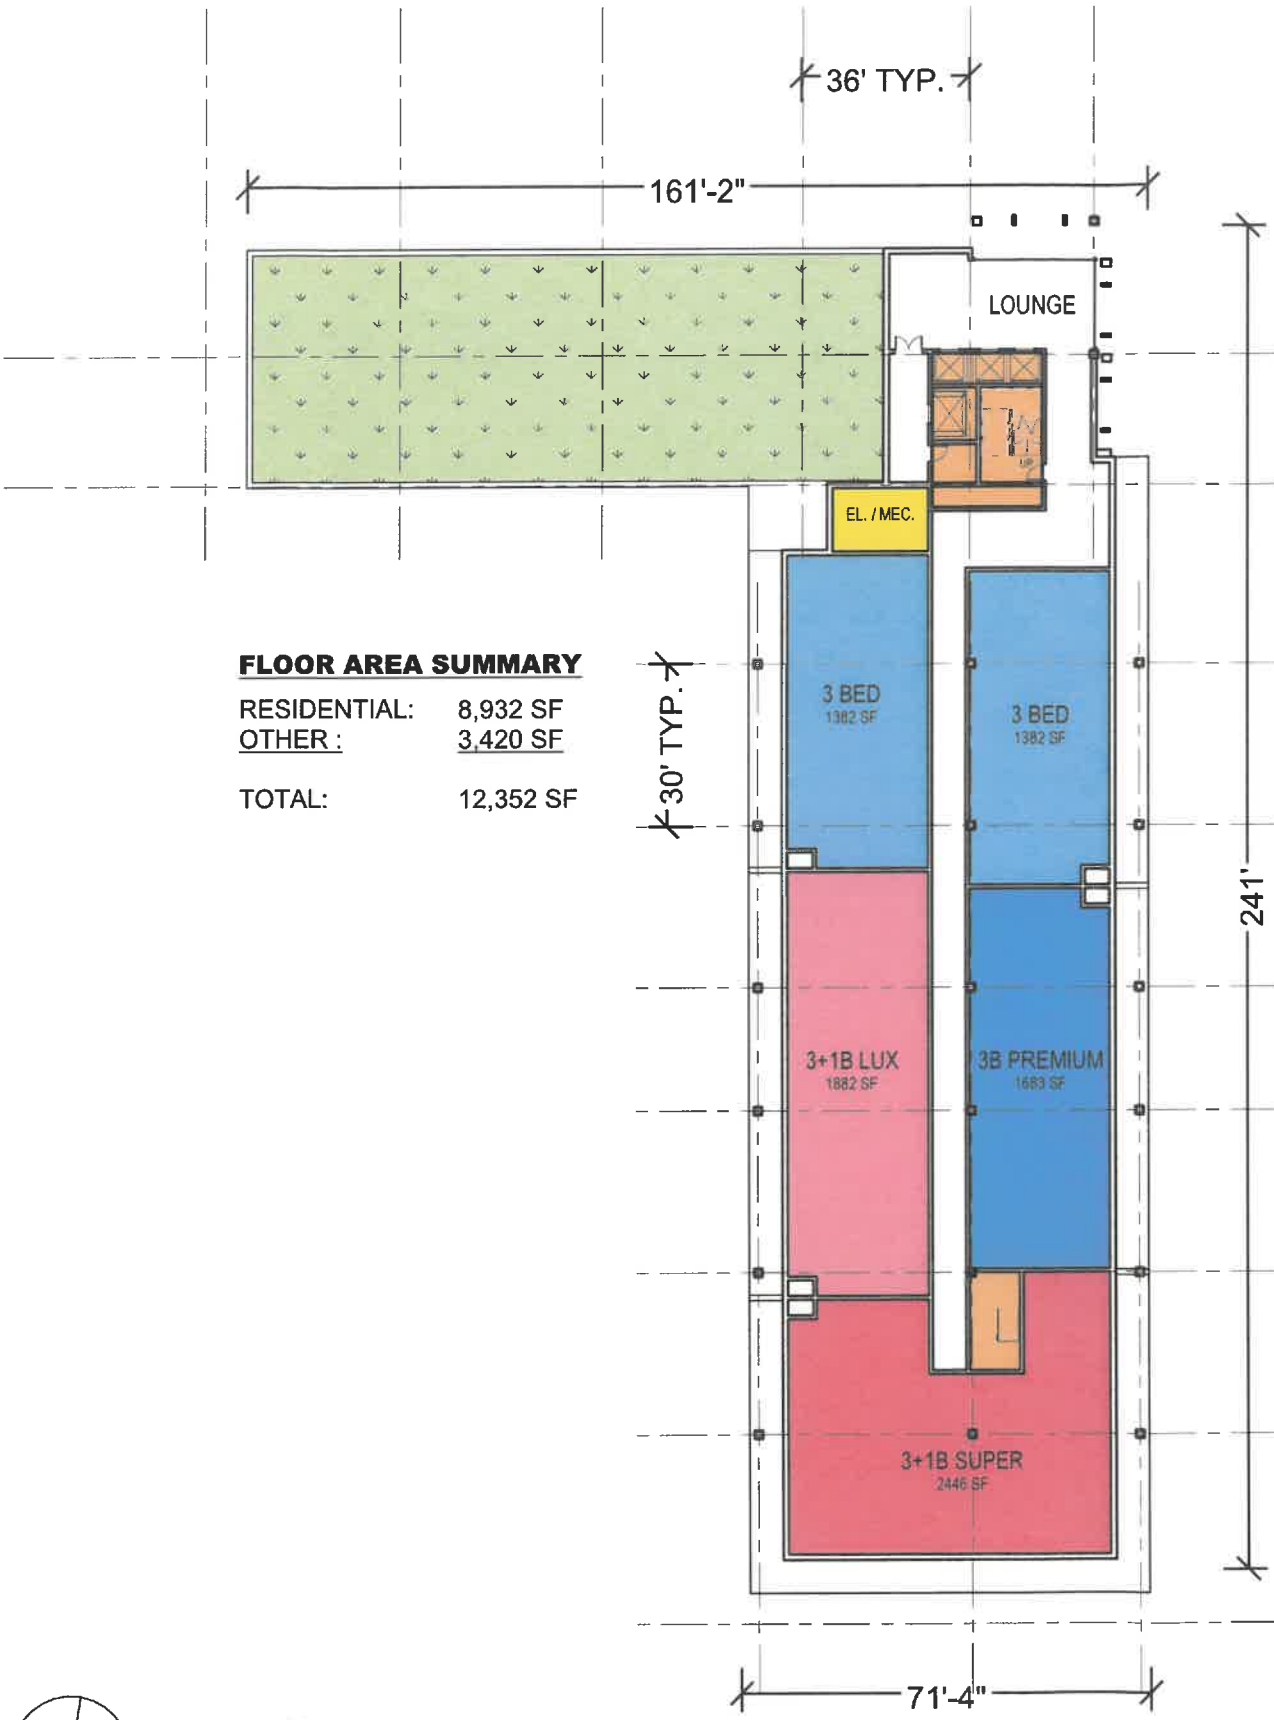 36' TYP.
161'-2"
LOUNGE
UP
EL. / MEC.
FLOOR AREA SUMMARY
RESIDENTIAL: 8,932 SF
OTHER : 3,420 SF
TOTAL: 12,352 SF
30' TYP.
3 BED
1382 SF
3 BED
1382 SF
241'
3+1B LUX
1882 SF
3B PREMIUM
1683 SF
3+1B SUPER
2446 SF
71'-4"